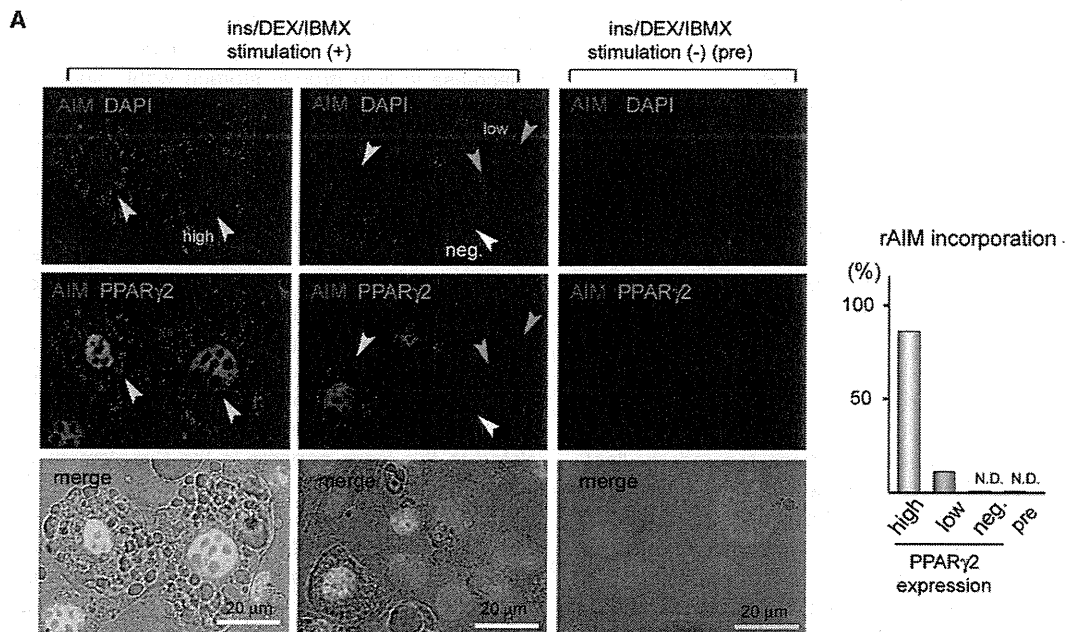 A
ins/DEX/IBMX
stimulation (+)
ins/DEX/IBMX
stimulation (-) (pre)
AIM DAPI
high
AIM DAPI
low
neg.
AIM DAPI
AIM PPARγ2
AIM PPARγ2
AIM PPARγ2
merge
20 μm
merge
20 μm
merge
20 μm
rAIM incorporation
(%)
100
50
N.D. N.D.
high
low
neg.
pre
PPARγ2
expression